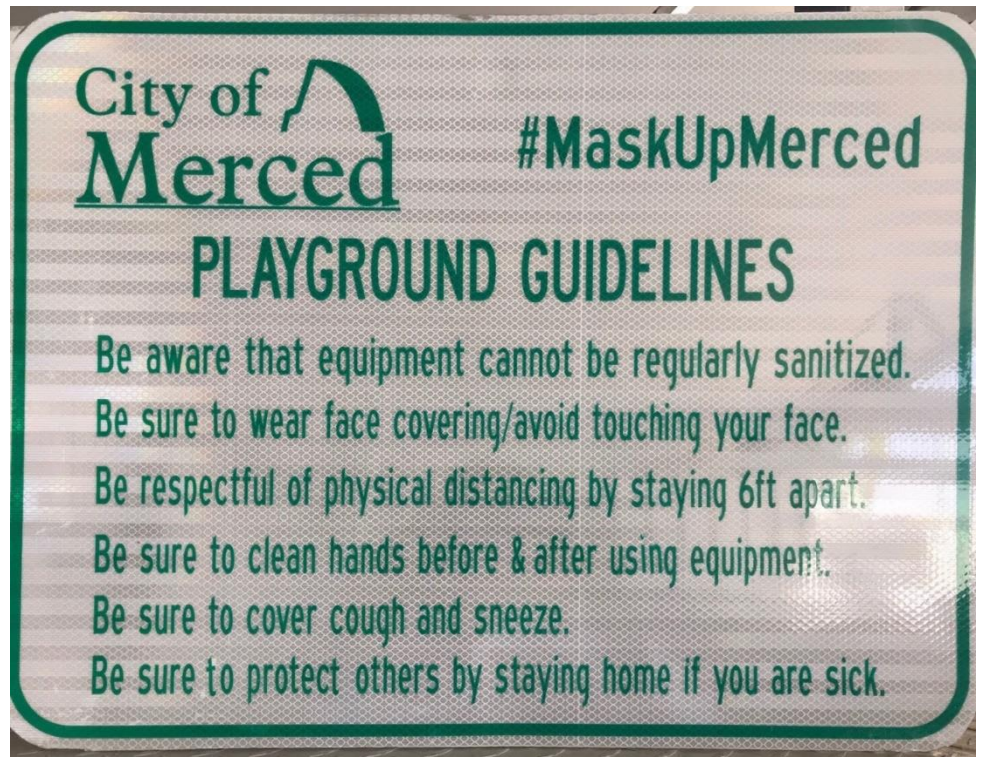 City of
Merced
#MaskUpMerced
PLAYGROUND GUIDELINES
Be aware that equipment cannot be regularly sanitized.
Be sure to wear face covering/avoid touching your face.
Be respectful of physical distancing by staying 6ft apart.
Be sure to clean hands before & after using equipment.
Be sure to cover cough and sneeze.
Be sure to protect others by staying home if you are sick.